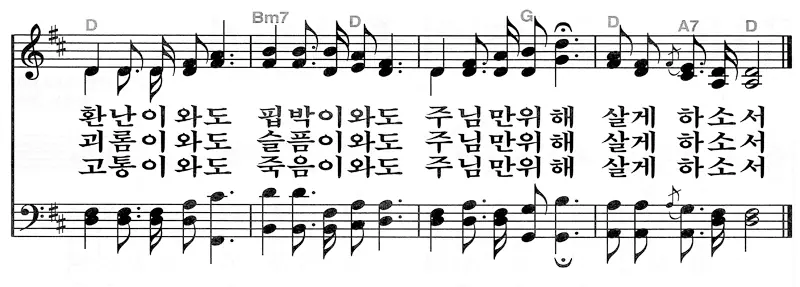 D Bm7 D G D A7 D
환난이와도 핍박이와도 주님만위해 살게 하소서
괴롬이와도 슬픔이와도 주님만위해 살게 하소서
고통이와도 죽음이와도 주님만위해 살게 하소서